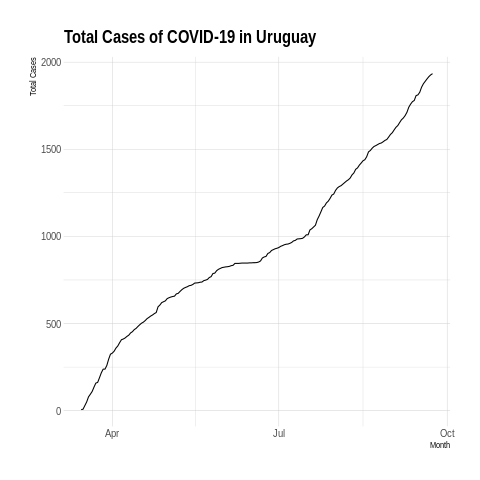 Total Cases of COVID-19 in Uruguay
Total Cases
2000
1500
1000
500
0
Apr
Jul
Oct
Month